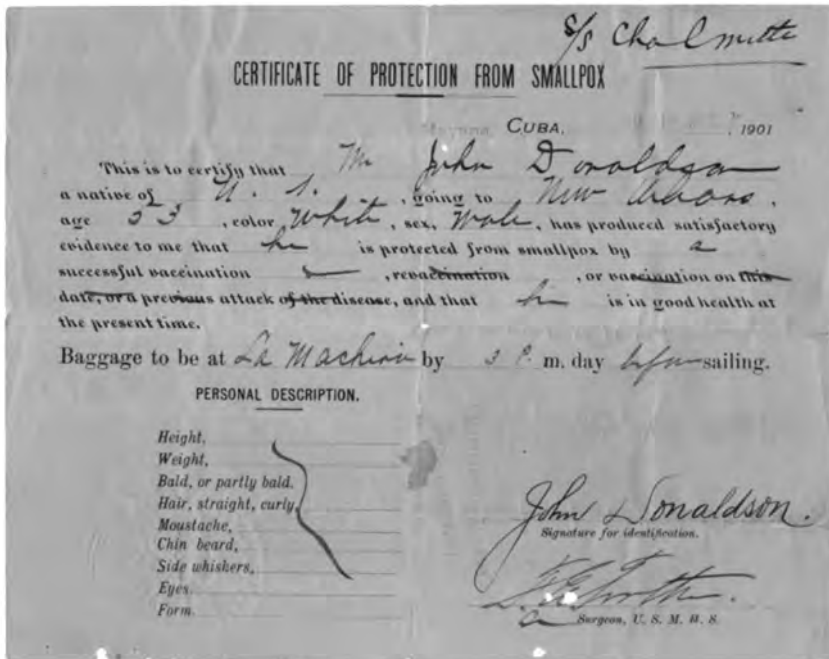 S/S Chalmette
CERTIFICATE OF PROTECTION FROM SMALLPOX
Havana, CUBA, 1901
This is to certify that Mr John Donaldson
a native of U. S. , going to New Orleans ,
age 53 , color White , sex, Male , has produced satisfactory
evidence to me that he is protected from smallpox by a
successful vaccination , revaccination , or vaccination on this
date, or a previous attack of the disease, and that he is in good health at
the present time.
Baggage to be at La Machina by 3 P. m. day before sailing.
PERSONAL DESCRIPTION.
Height,
Weight,
Bald, or partly bald.
Hair, straight, curly,
Moustache,
Chin beard,
Side whiskers,
Eyes.
Form.
John Donaldson.
Signature for identification.
Surgeon, U. S. M. H. S.